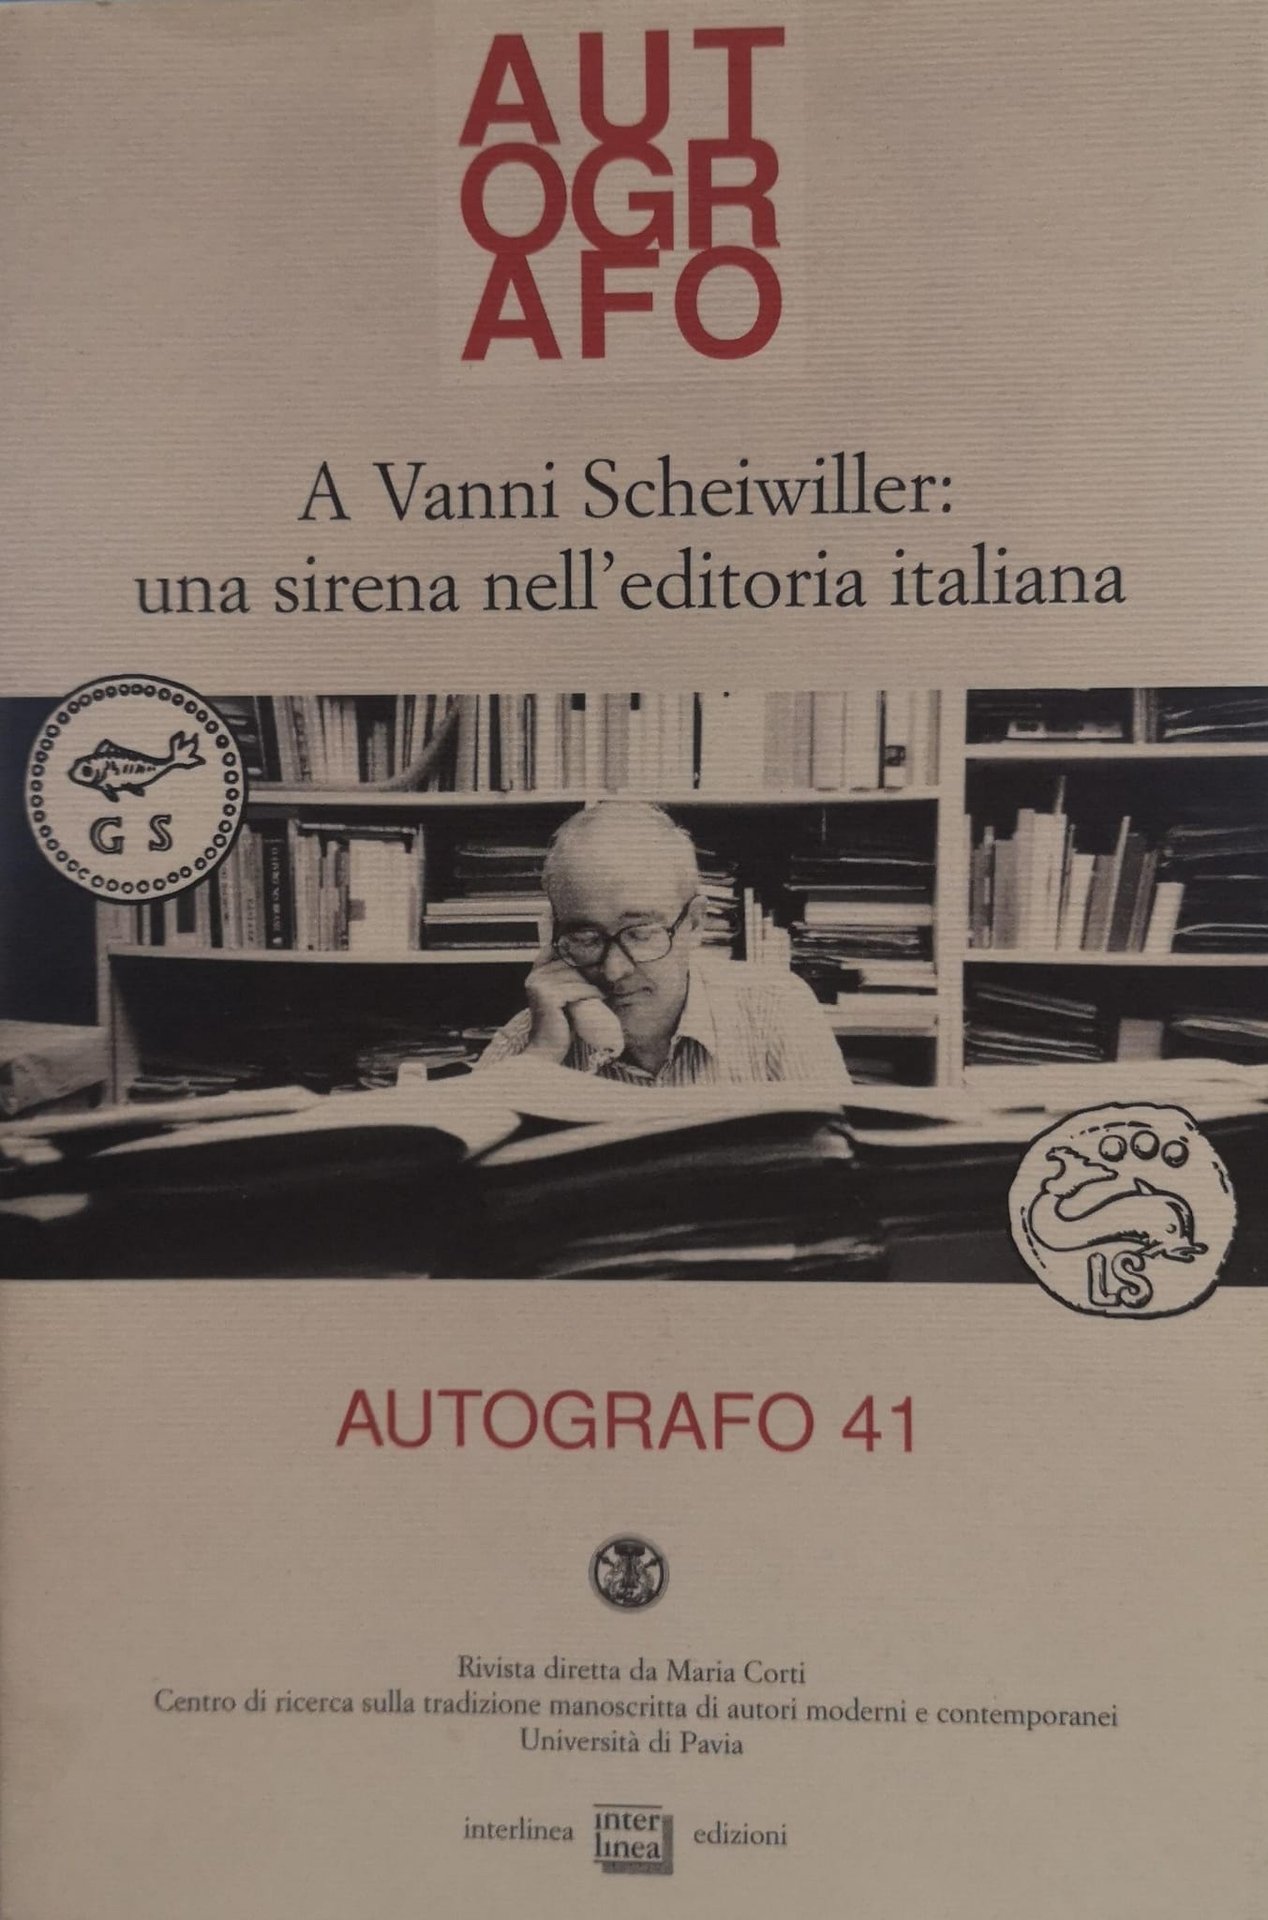 AUT
OGR
AFO
A Vanni Scheiwiller:
una sirena nell'editoria italiana
G S
LS
AUTOGRAFO 41
Rivista diretta da Maria Corti
Centro di ricerca sulla tradizione manoscritta di autori moderni e contemporanei
Università di Pavia
interlinea inter linea edizioni